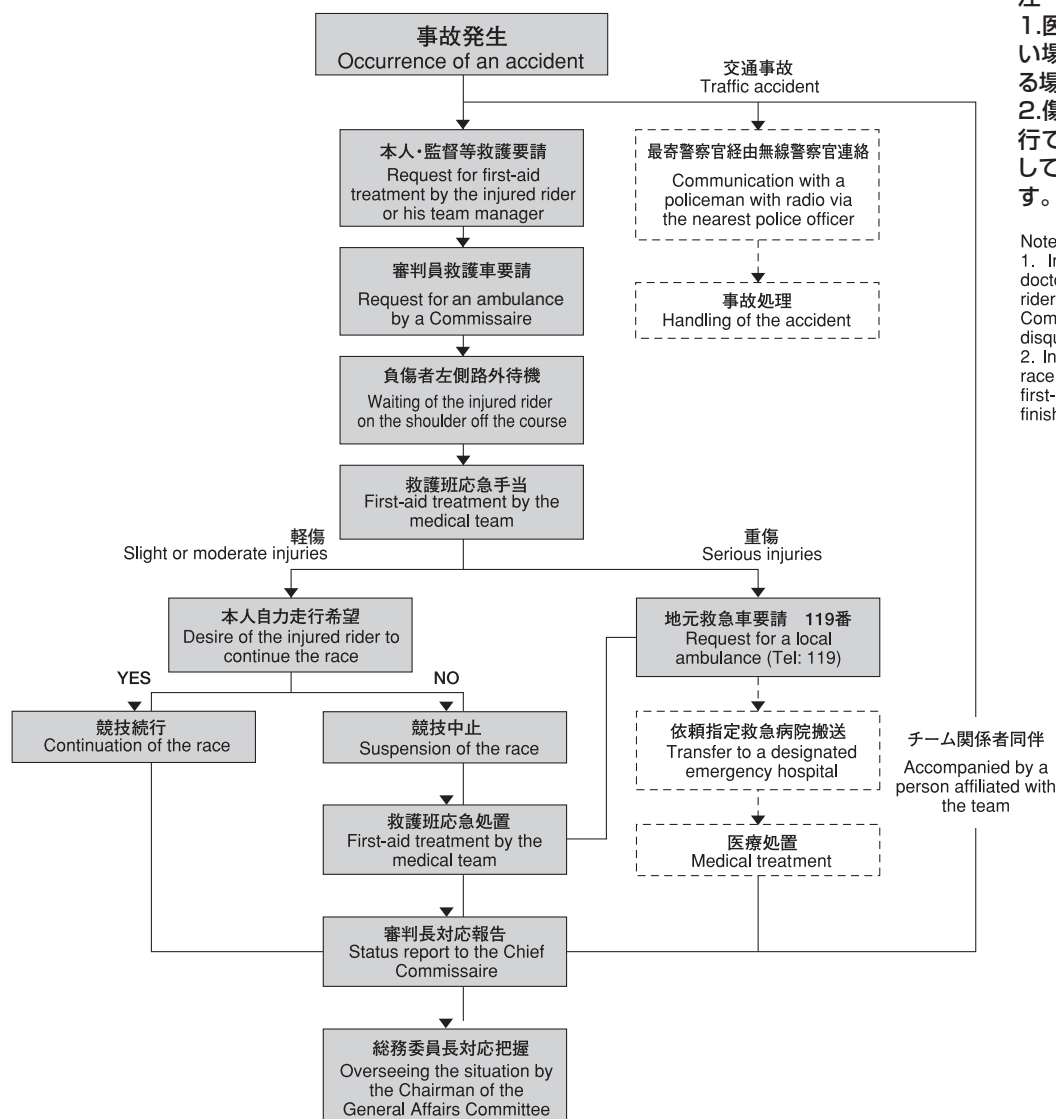 事故発生
Occurrence of an accident
交通事故
Traffic accident
本人・監督等救護要請
Request for first-aid
treatment by the injured rider
or his team manager
最寄警察官経由無線警察官連絡
Communication with a
policeman with radio via
the nearest police officer
審判員救護車要請
Request for an ambulance
by a Commissaire
事故処理
Handling of the accident
負傷者左側路外待機
Waiting of the injured rider
on the shoulder off the course
救護班応急手当
First-aid treatment by the
medical team
軽傷
Slight or moderate injuries
重傷
Serious injuries
本人自力走行希望
Desire of the injured rider to
continue the race
地元救急車要請 119番
Request for a local
ambulance (Tel: 119)
YES
NO
競技続行
Continuation of the race
競技中止
Suspension of the race
依頼指定救急病院搬送
Transfer to a designated
emergency hospital
チーム関係者同伴
Accompanied by a
person affiliated with
the team
救護班応急処置
First-aid treatment by the
medical team
医療処置
Medical treatment
審判長対応報告
Status report to the Chief
Commissaire
総務委員長対応把握
Overseeing the situation by
the Chairman of the
General Affairs Committee
1.医
い場
る場
2.傷
行て
して
す。
Note
1. In
docto
rider
Com
disqu
2. In
race
first-
finish